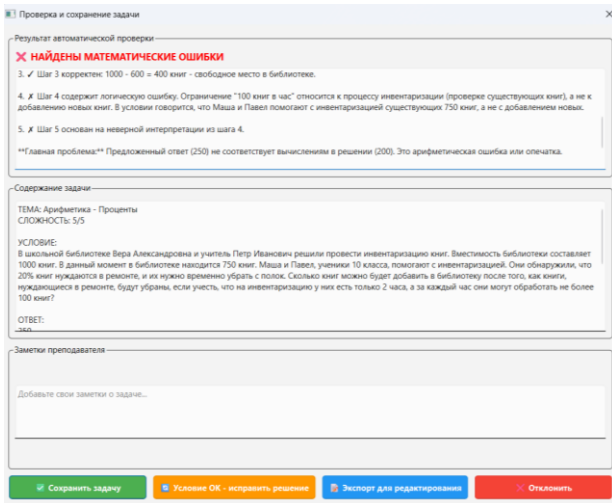 Проверка и сохранение задачи
Результат автоматической проверки
НАЙДЕНЫ МАТЕМАТИЧЕСКИЕ ОШИБКИ
3. ✓ Шаг 3 корректен: 1000 - 600 = 400 книг - свободное место в библиотеке.
4. ✗ Шаг 4 содержит логическую ошибку. Ограничение "100 книг в час" относится к процессу инвентаризации (проверке существующих книг), а не к
добавлению новых книг. В условии говорится, что Маша и Павел помогают с инвентаризацией существующих 750 книг, а не с добавлением новых.
5. ✗ Шаг 5 основан на неверной интерпретации из шага 4.
**Главная проблема:** Предложенный ответ (250) не соответствует вычислениям в решении (200). Это арифметическая ошибка или опечатка.
Содержание задачи
ТЕМА: Арифметика - Проценты
СЛОЖНОСТЬ: 5/5
УСЛОВИЕ:
В школьной библиотеке Вера Александровна и учитель Петр Иванович решили провести инвентаризацию книг. Вместимость библиотеки составляет
1000 книг. В данный момент в библиотеке находится 750 книг. Маша и Павел, ученики 10 класса, помогают с инвентаризацией. Они обнаружили, что
20% книг нуждаются в ремонте, и их нужно временно убрать с полок. Сколько книг можно будет добавить в библиотеку после того, как книги,
нуждающиеся в ремонте, будут убраны, если учесть, что на инвентаризацию у них есть только 2 часа, а за каждый час они могут обработать не более
100 книг?
ОТВЕТ:
250
Заметки преподавателя
Добавьте свои заметки о задаче...
Сохранить задачу
Условие ОК - исправить решение
Экспорт для редактирования
Отклонить